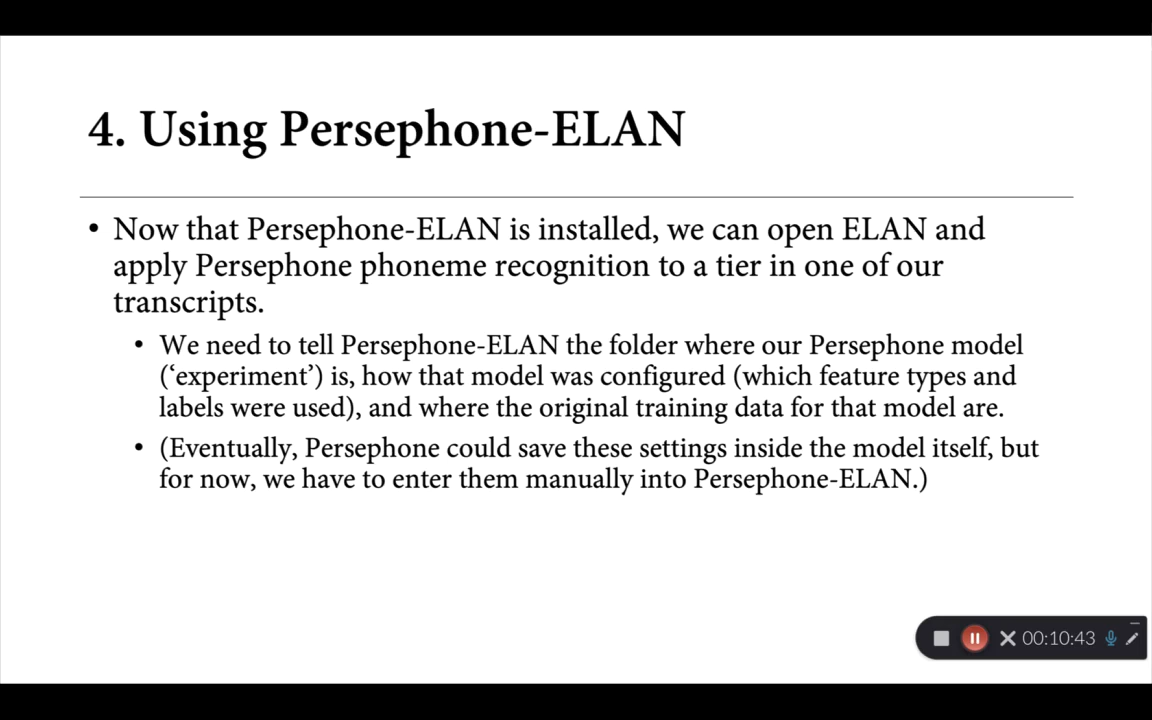 4. Using Persephone-ELAN
• Now that Persephone-ELAN is installed, we can open ELAN and
apply Persephone phoneme recognition to a tier in one of our
transcripts.
• We need to tell Persephone-ELAN the folder where our Persephone model
(‘experiment’) is, how that model was configured (which feature types and
labels were used), and where the original training data for that model are.
• (Eventually, Persephone could save these settings inside the model itself, but
for now, we have to enter them manually into Persephone-ELAN.)
00:10:43